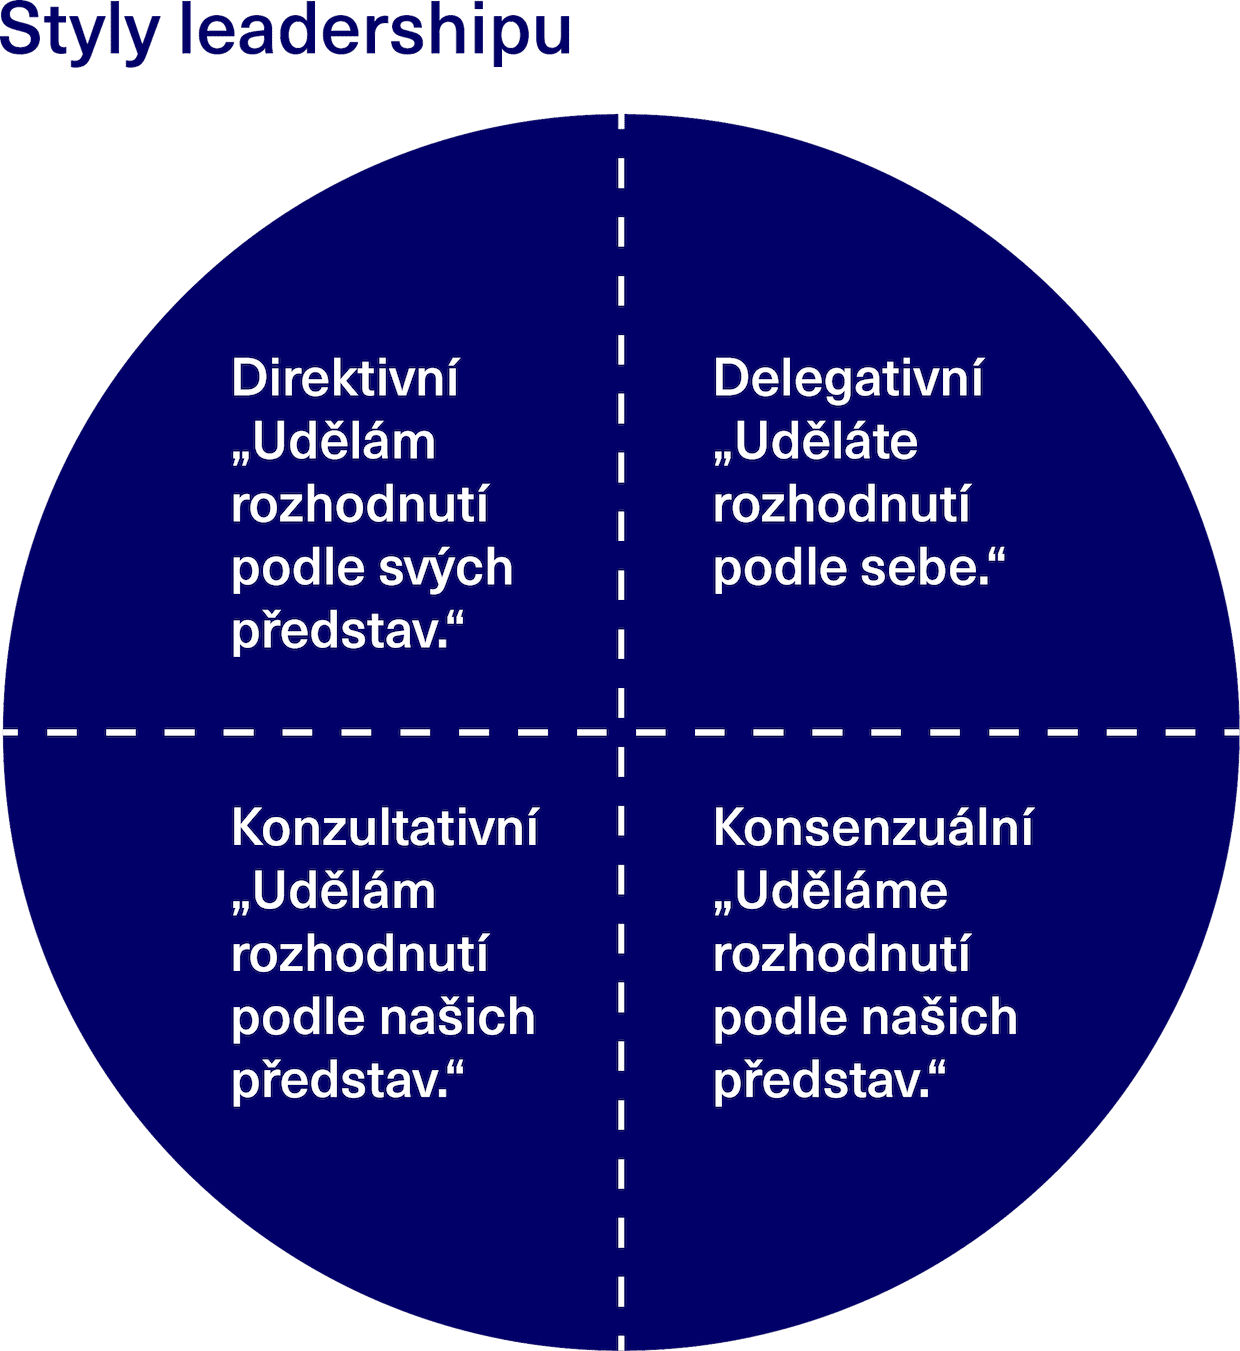 Styly leadershipu
Direktivní
„Udělám
rozhodnutí
podle svých
představ.“
Delegativní
„Uděláte
rozhodnutí
podle sebe.“
Konzultativní
„Udělám
rozhodnutí
podle našich
představ.“
Konsenzuální
„Uděláme
rozhodnutí
podle našich
představ.“